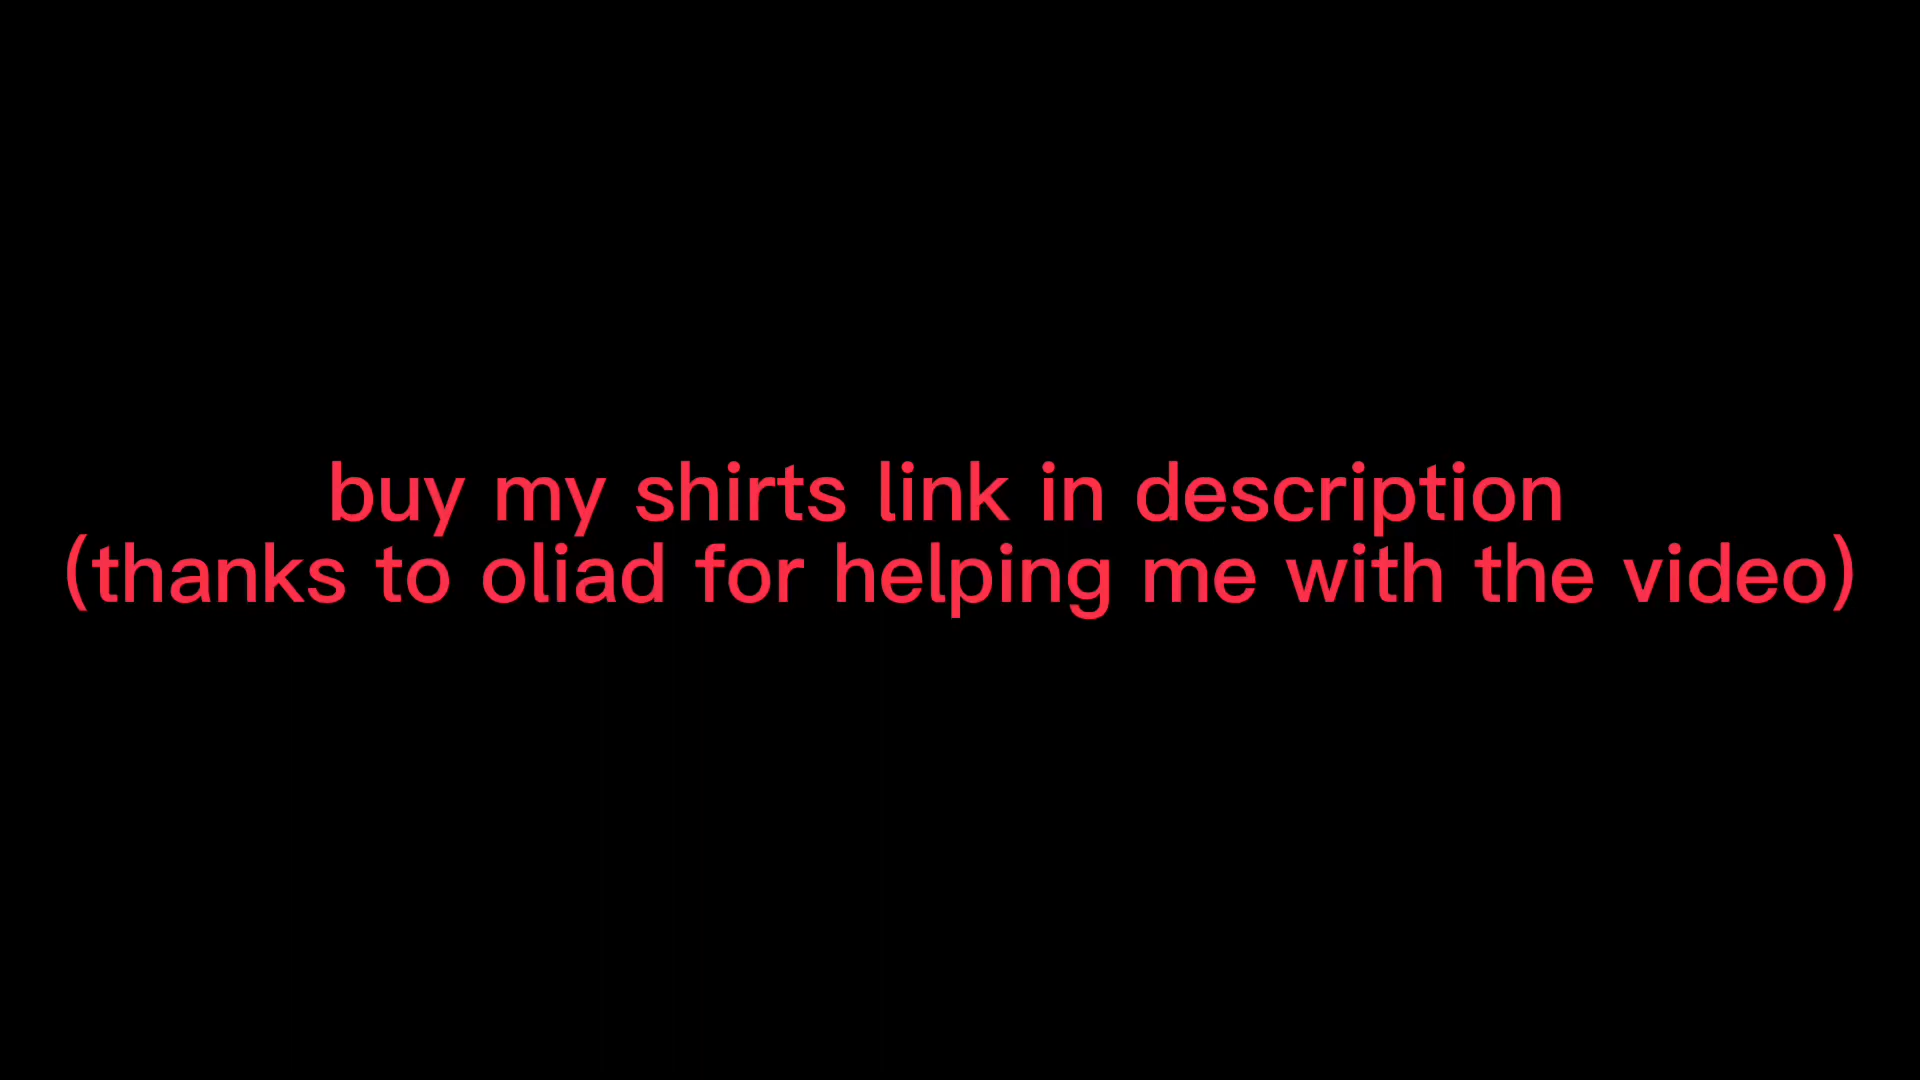 buy my shirts link in description
(thanks to oliad for helping me with the video)